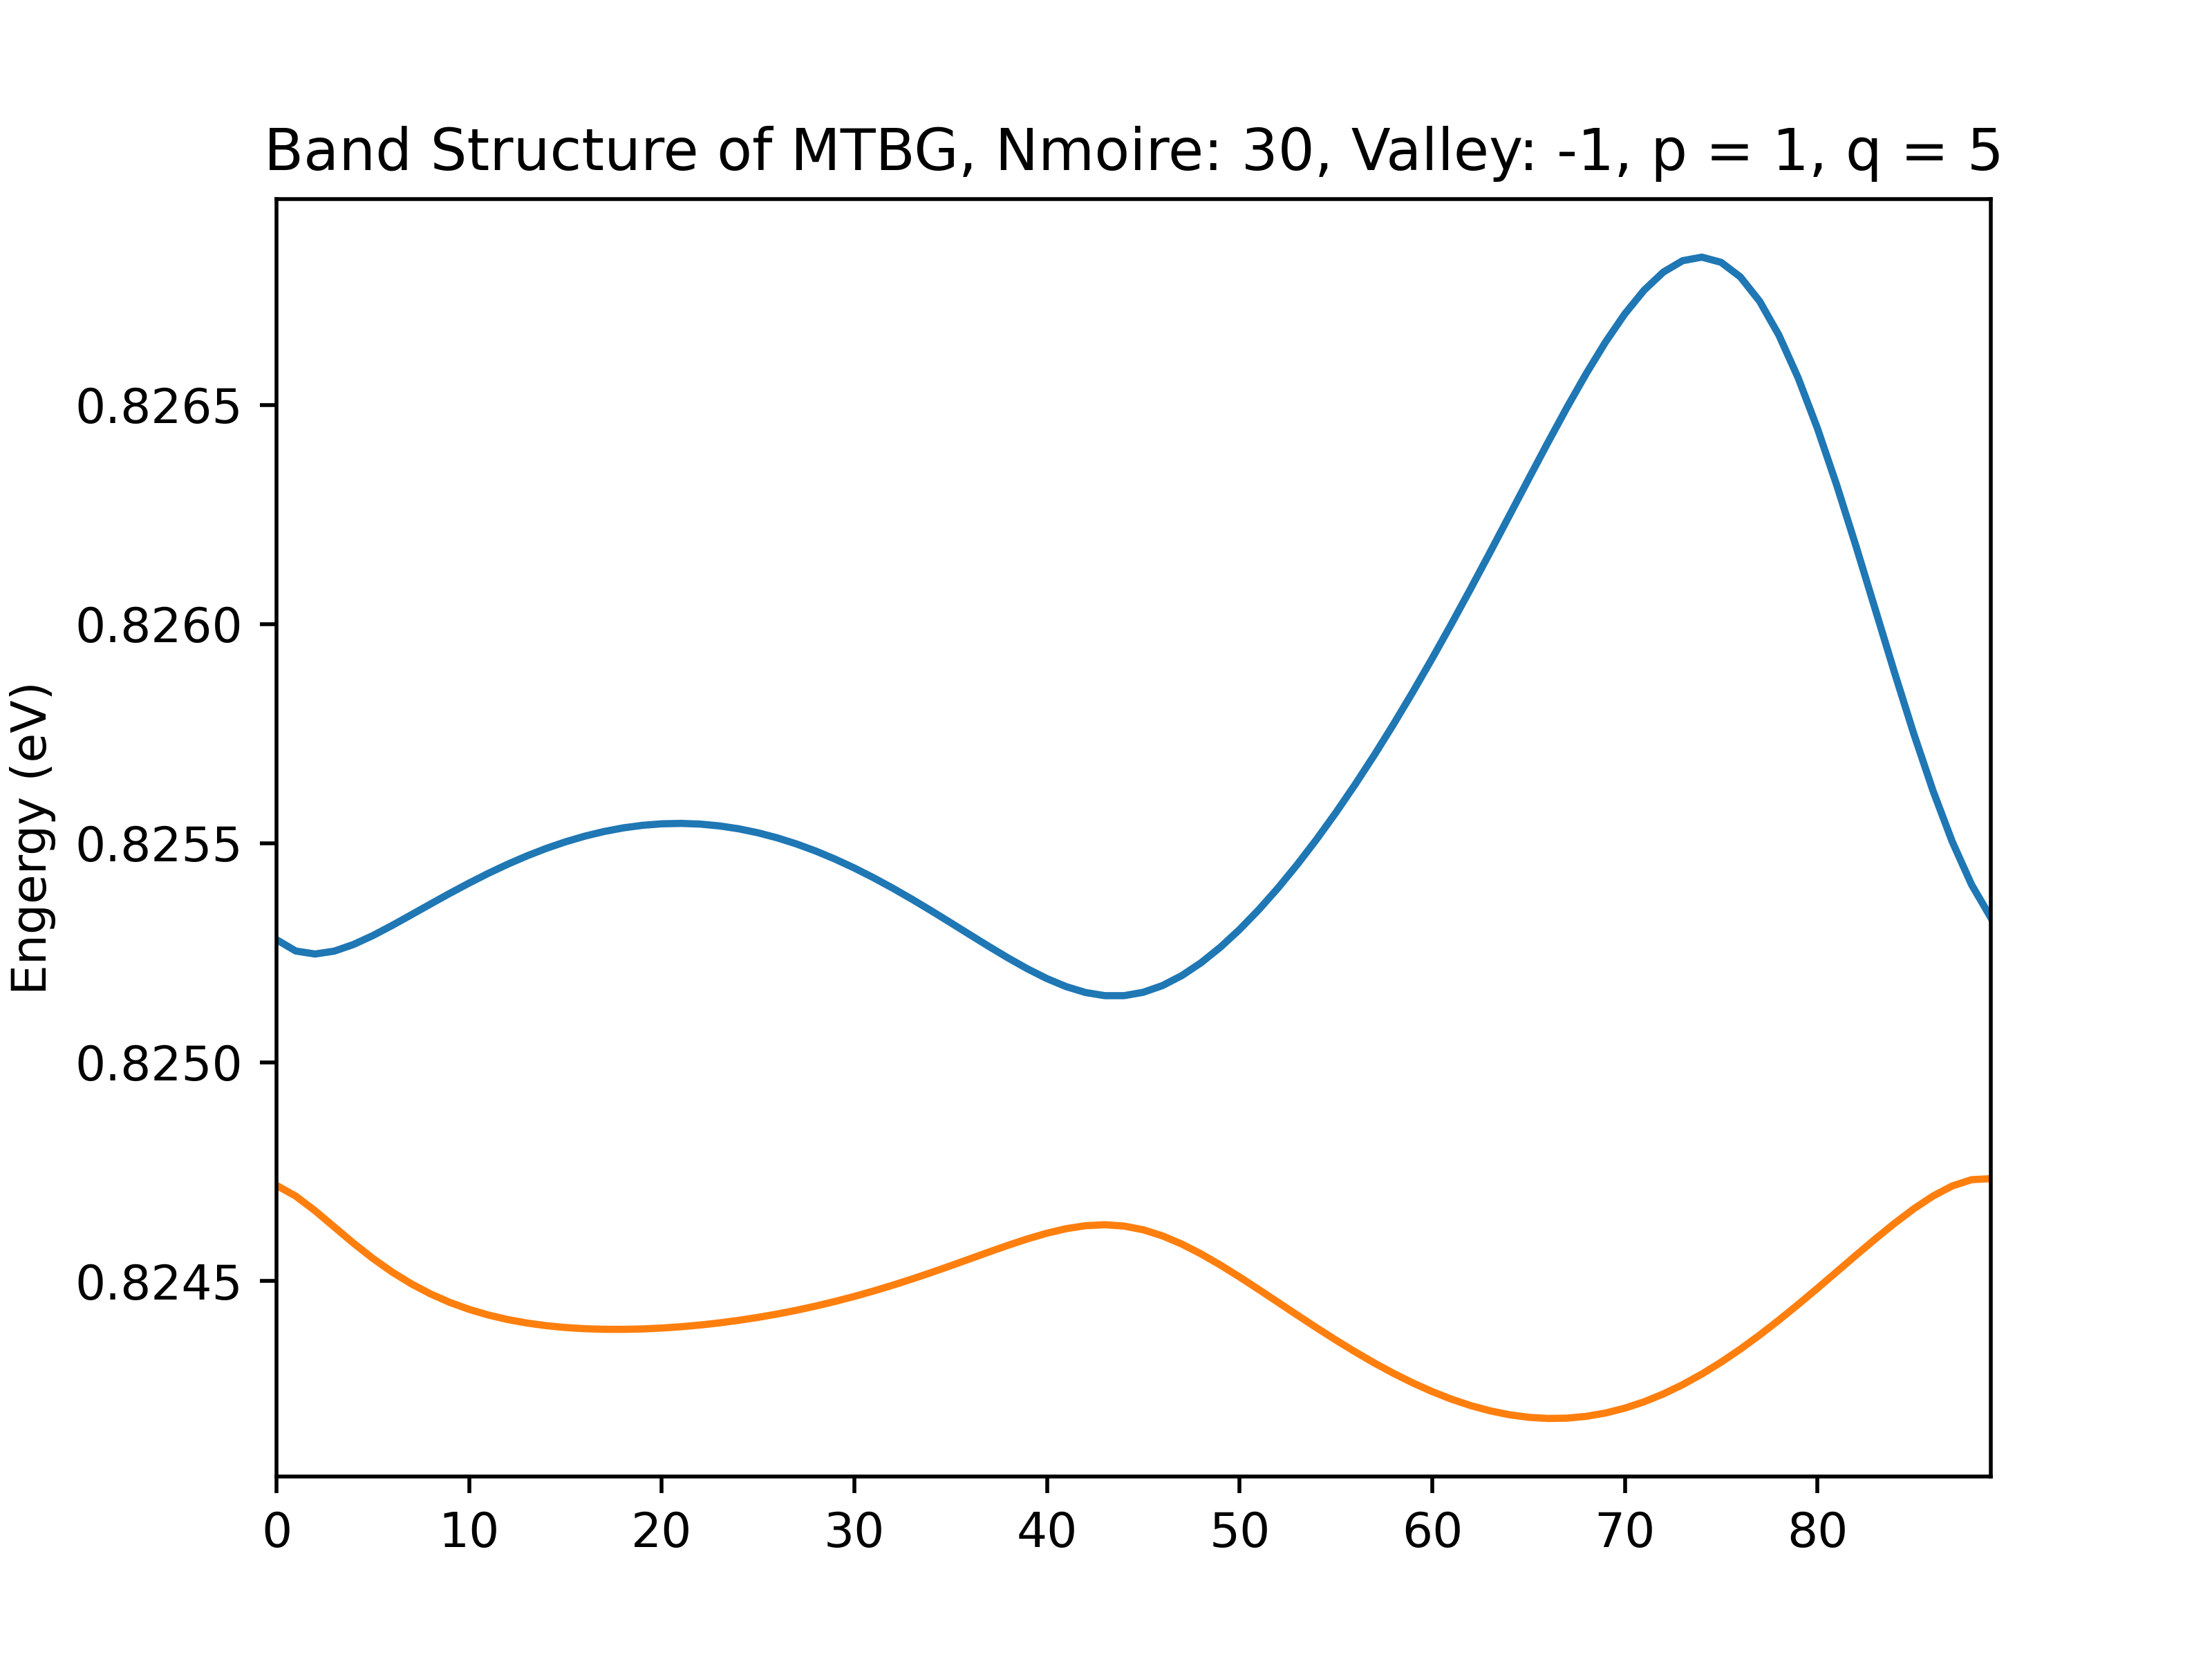 Band Structure of MTBG, Nmoire: 30, Valley: -1, p = 1, q = 5
Engergy (eV)
0.8265
0.8260
0.8255
0.8250
0.8245
0 10 20 30 40 50 60 70 80